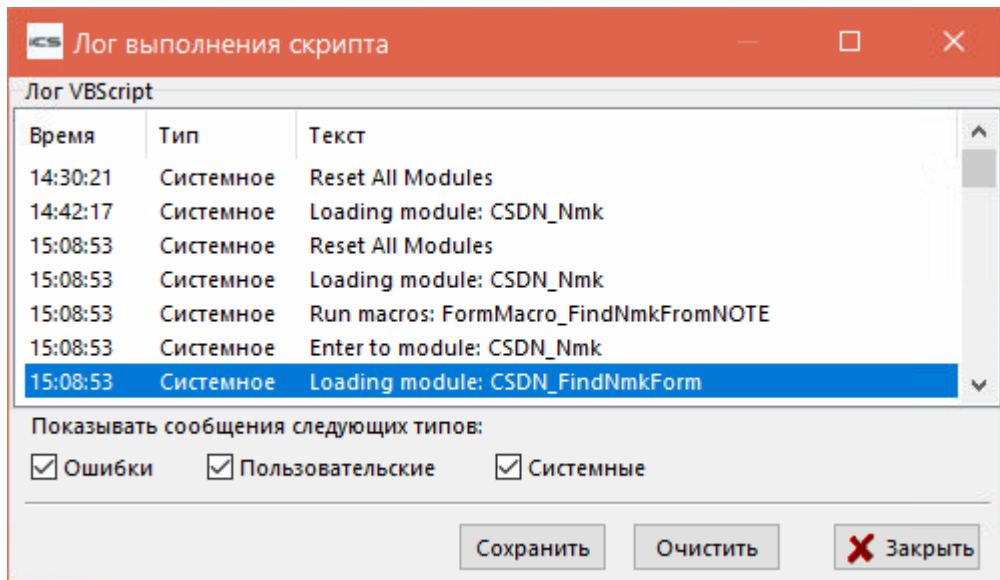 iCS Лог выполнения скрипта
Лог VBScript
Время Тип Текст
14:30:21 Системное Reset All Modules
14:42:17 Системное Loading module: CSDN_Nmk
15:08:53 Системное Reset All Modules
15:08:53 Системное Loading module: CSDN_Nmk
15:08:53 Системное Run macros: FormMacro_FindNmkFromNOTE
15:08:53 Системное Enter to module: CSDN_Nmk
15:08:53 Системное Loading module: CSDN_FindNmkForm
Показывать сообщения следующих типов:
Ошибки Пользовательские Системные
Сохранить Очистить Закрыть